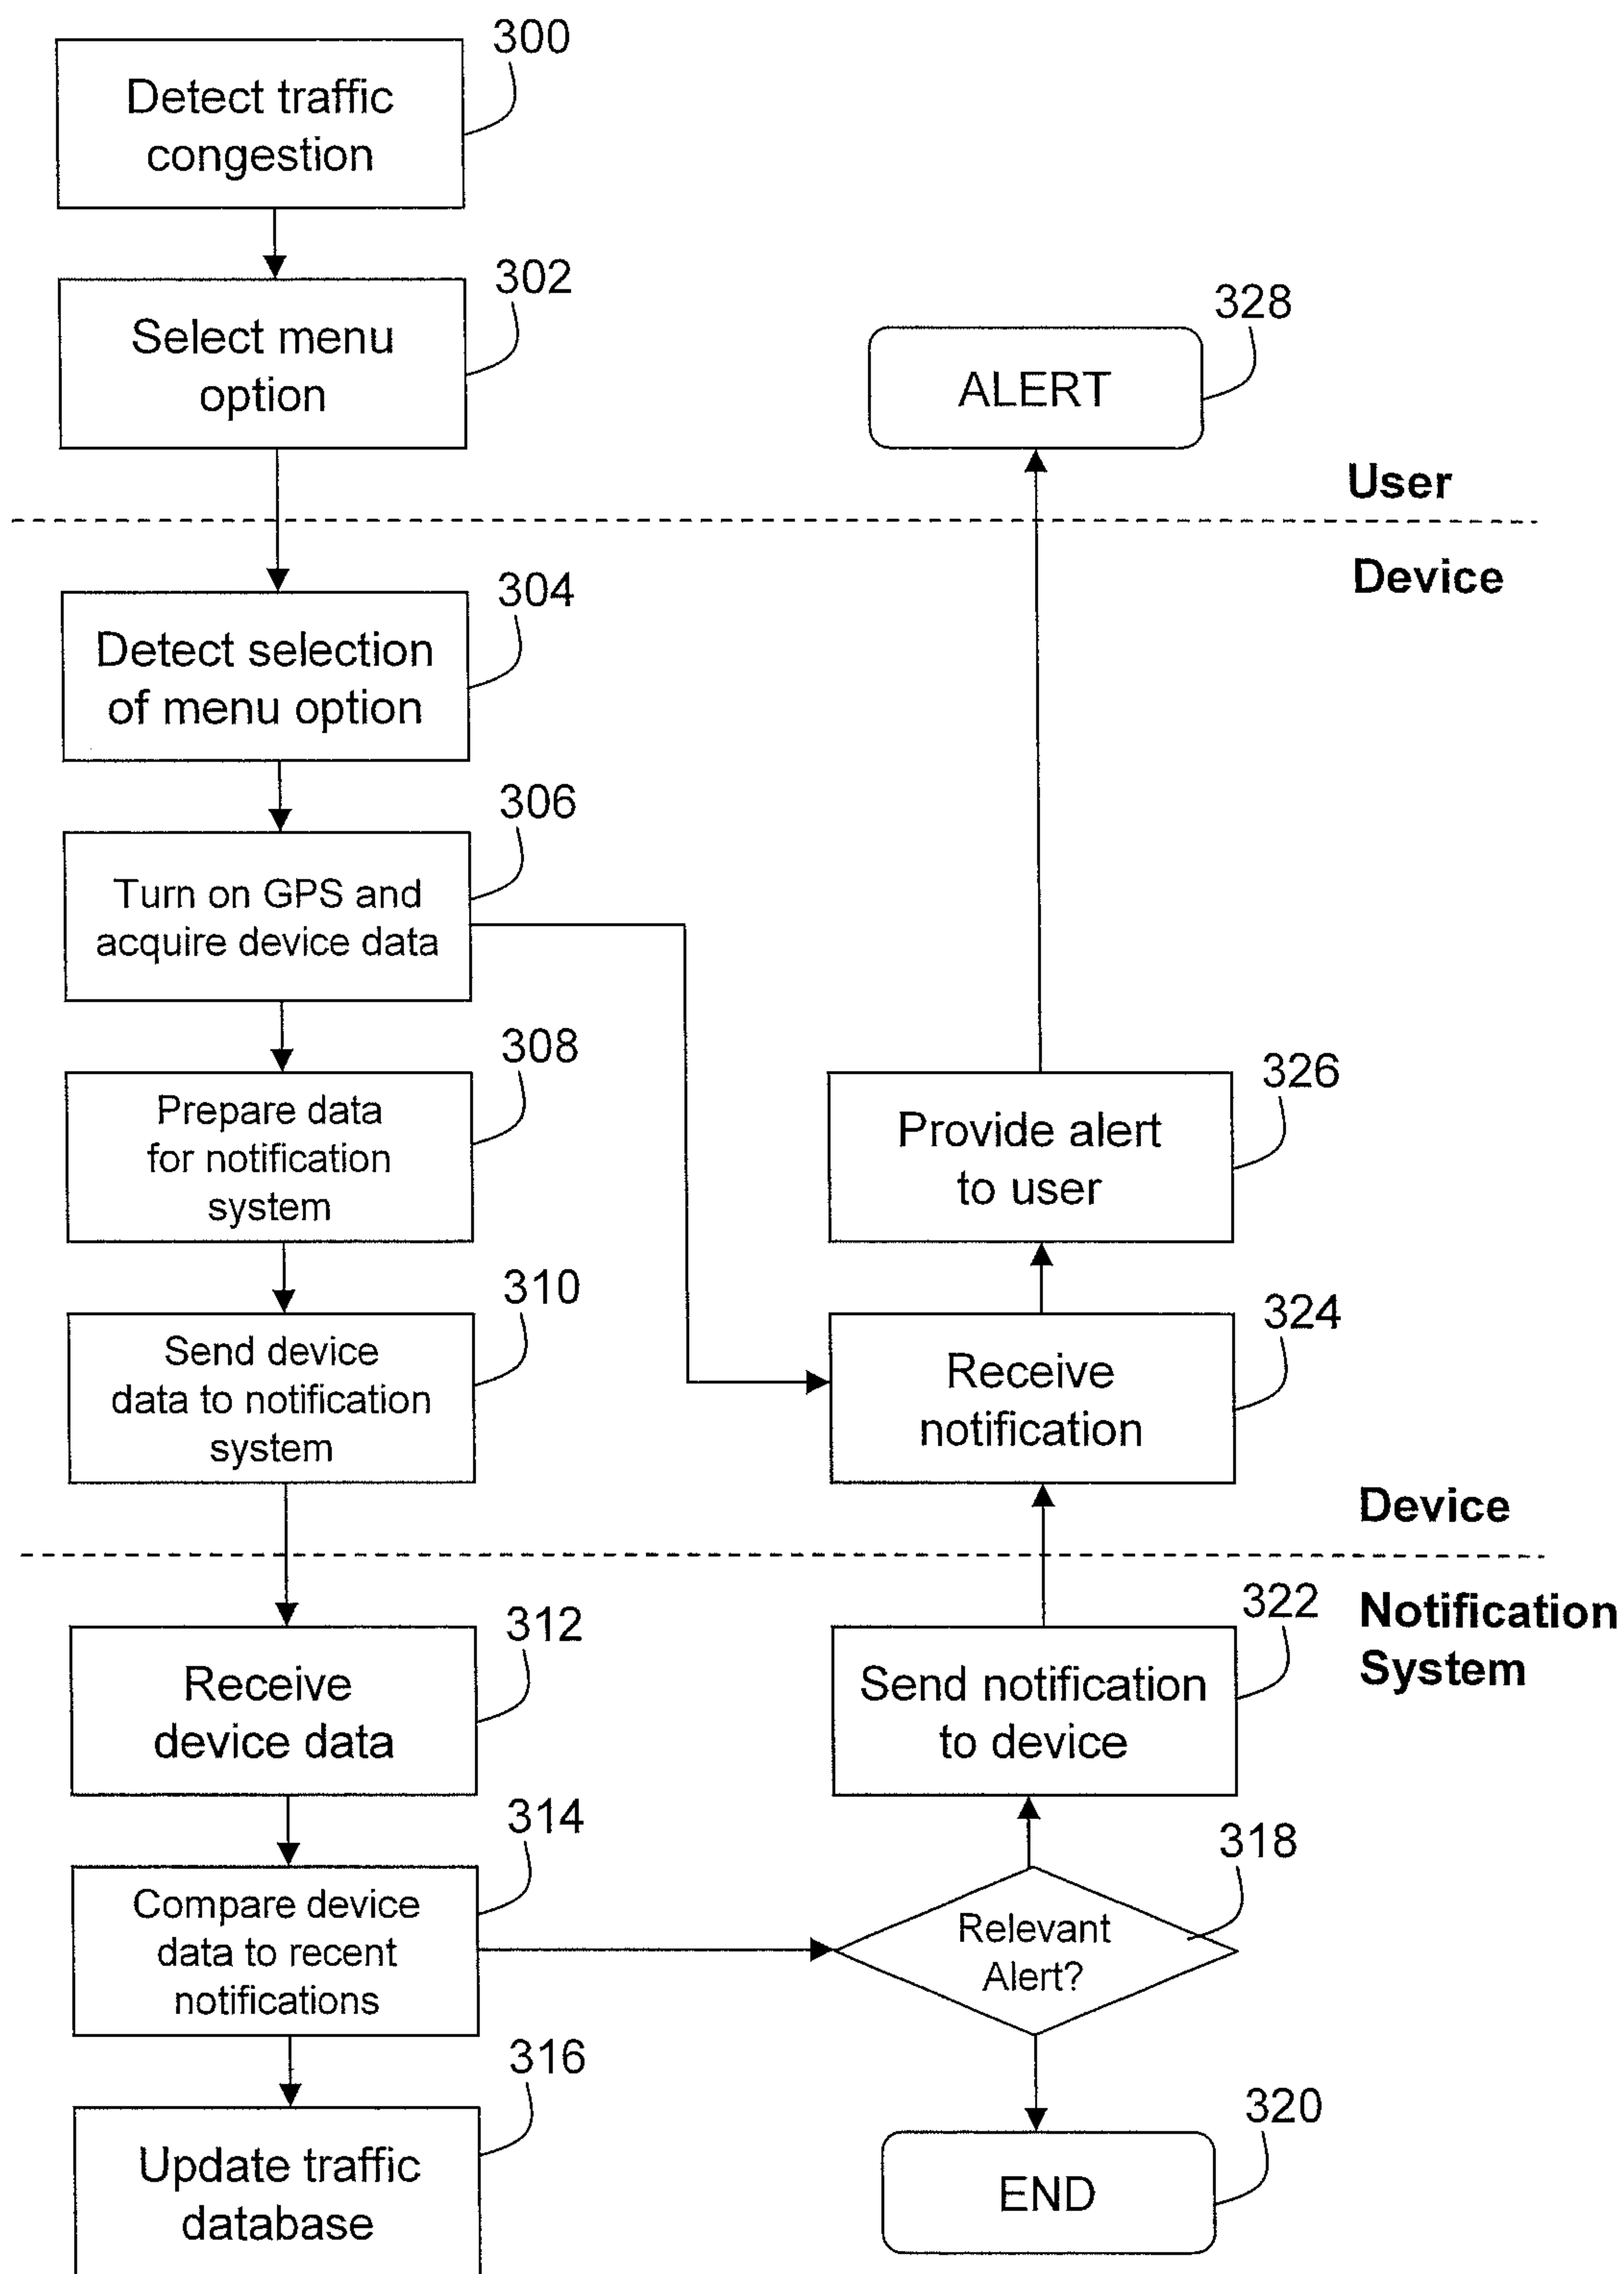 300
Detect traffic
congestion
302
Select menu
option
328
ALERT
User
Device
304
Detect selection
of menu option
306
Turn on GPS and
acquire device data
308
Prepare data
for notification
system
310
Send device
data to notification
system
326
Provide alert
to user
324
Receive
notification
Device
Notification
System
312
Receive
device data
322
Send notification
to device
314
Compare device
data to recent
notifications
318
Relevant
Alert?
316
Update traffic
database
320
END